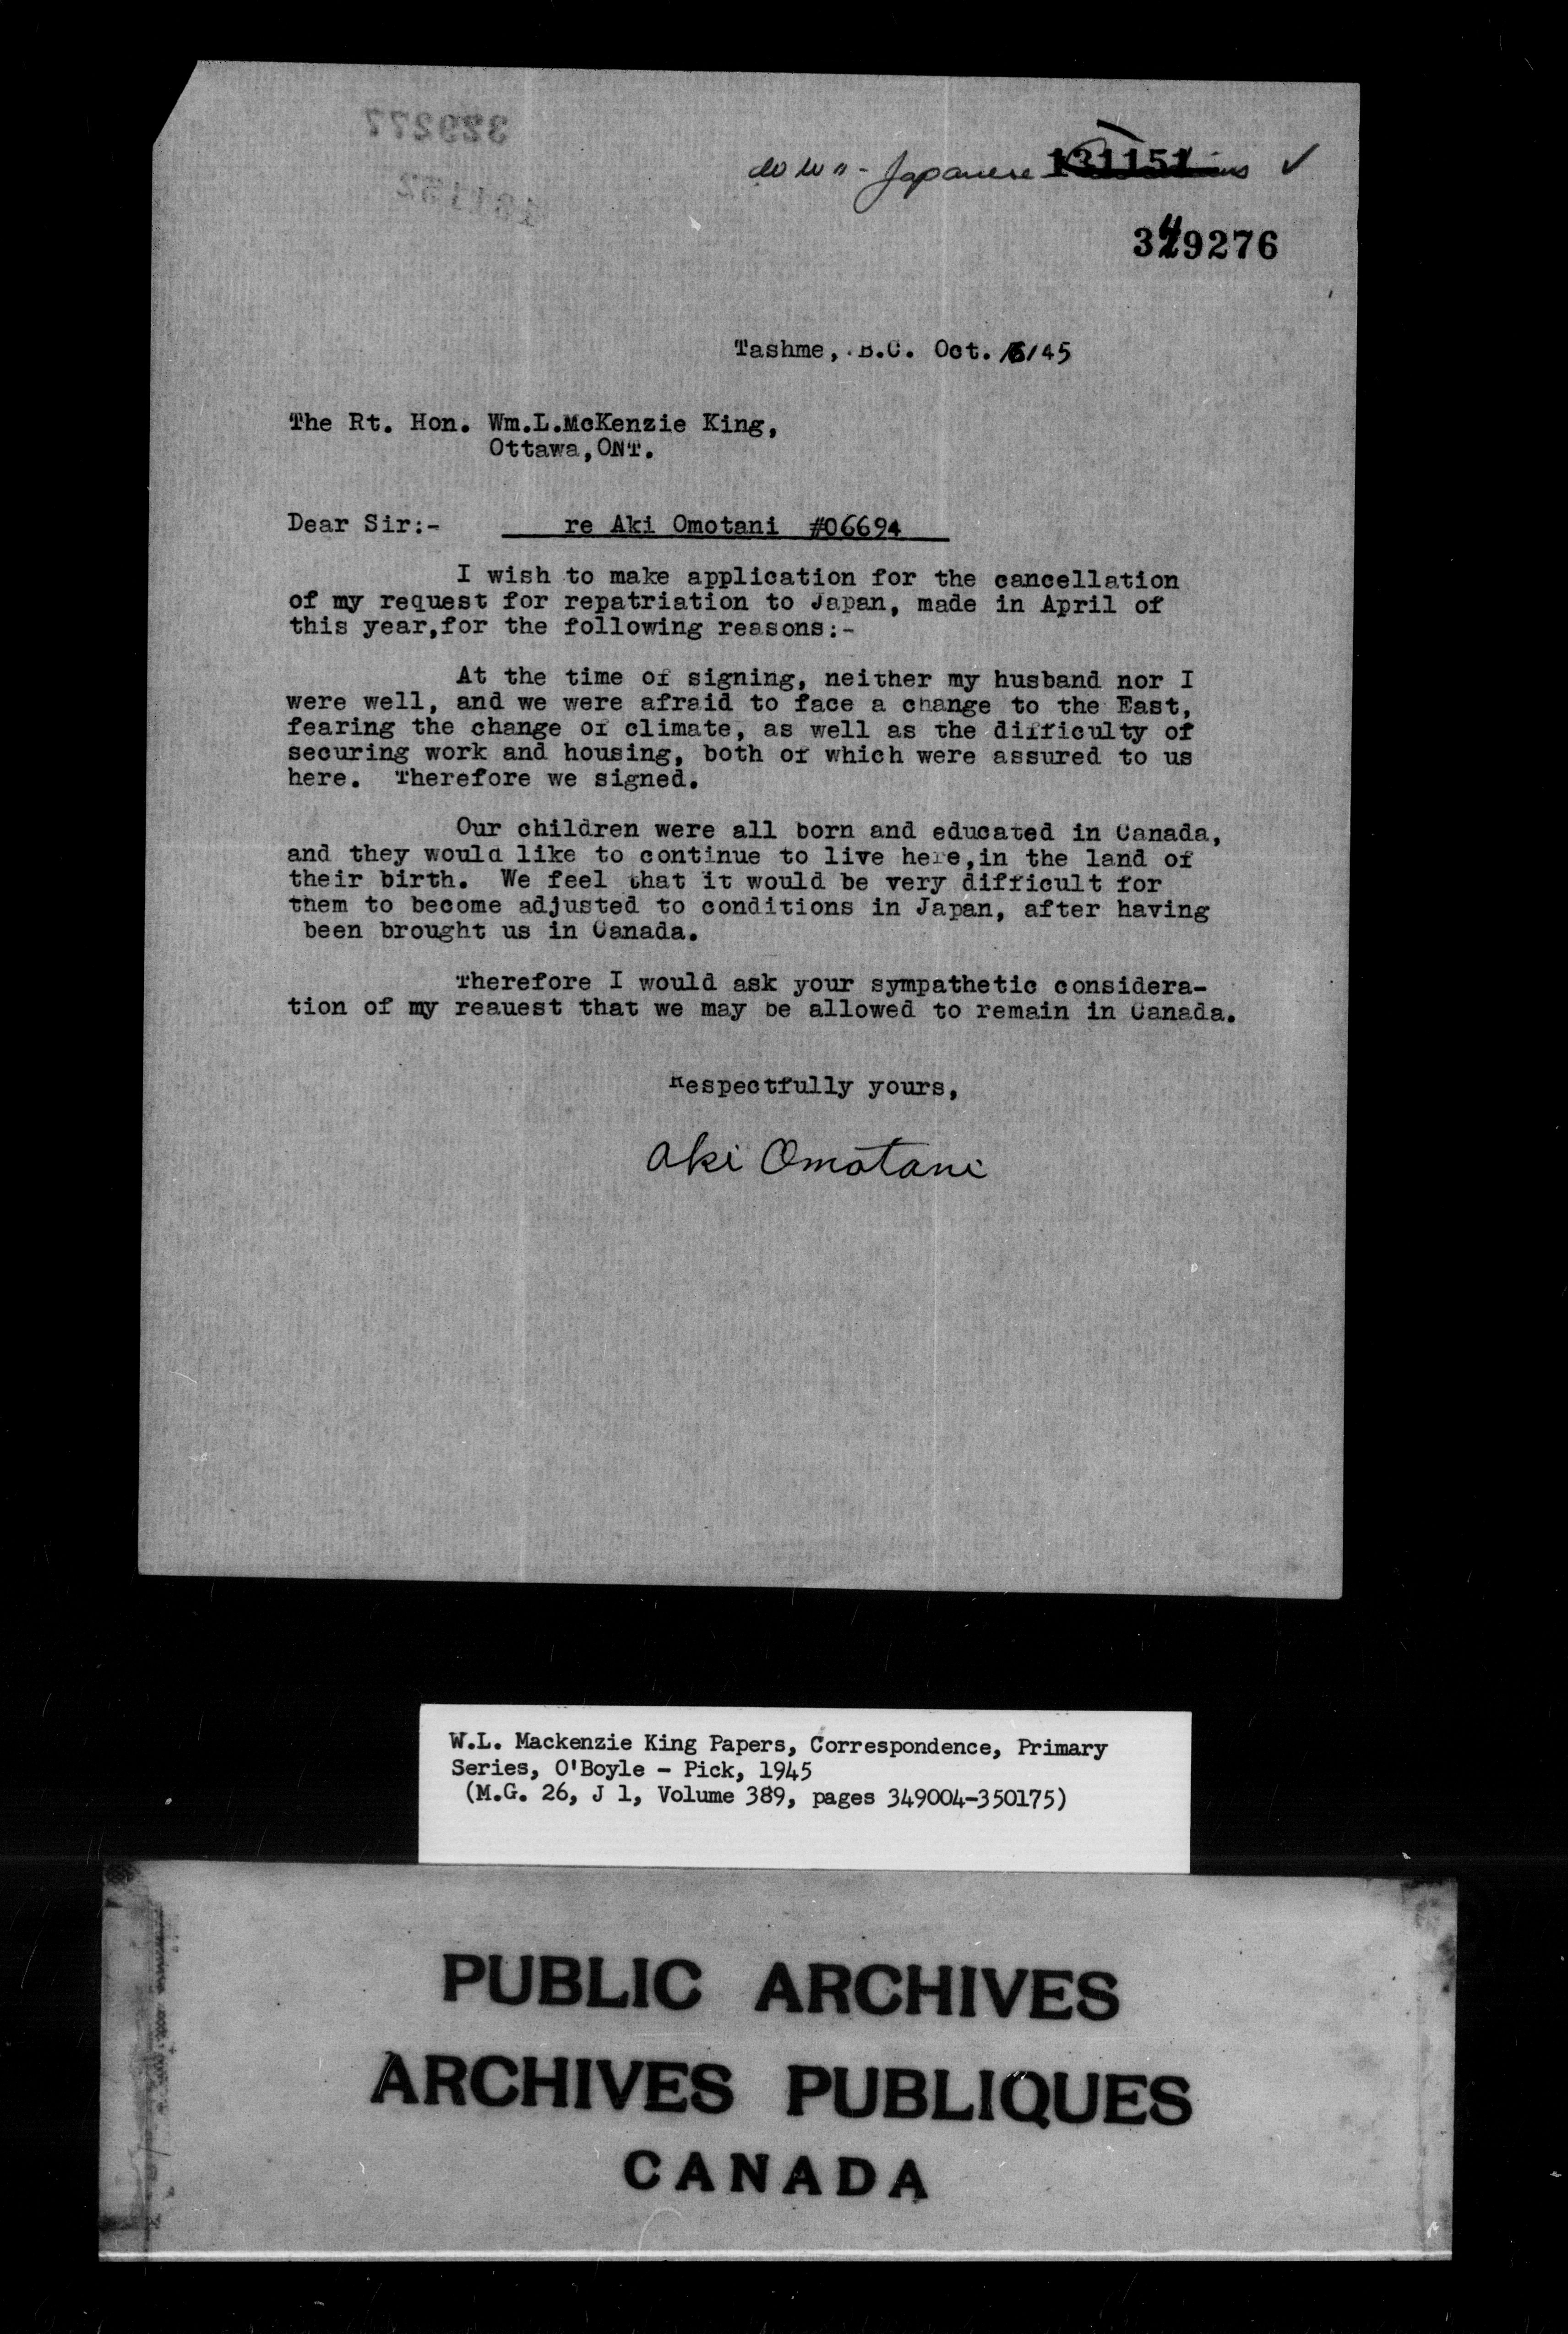 329277
131152
Japanese 131151 ✓
349276
Tashme, B.C. Oct. /45
The Rt. Hon. Wm.L.McKenzie King,
Ottawa,ONT.
Dear Sir:- re Aki Omotani #06694
I wish to make application for the cancellation
of my request for repatriation to Japan, made in April of
this year,for the following reasons:-
At the time of signing, neither my husband nor I
were well, and we were afraid to face a change to the East,
fearing the change of climate, as well as the difficulty of
securing work and housing, both of which were assured to us
here. Therefore we signed.
Our children were all born and educated in Canada,
and they would like to continue to live here,in the land of
their birth. We feel that it would be very difficult for
them to become adjusted to conditions in Japan, after having
been brought us in Canada.
Therefore I would ask your sympathetic considera-
tion of my reauest that we may be allowed to remain in Canada.
Respectfully yours,
Aki Omotani
W.L. Mackenzie King Papers, Correspondence, Primary
Series, O'Boyle - Pick, 1945
(M.G. 26, J 1, Volume 389, pages 349004-350175)
PUBLIC ARCHIVES
ARCHIVES PUBLIQUES
CANADA